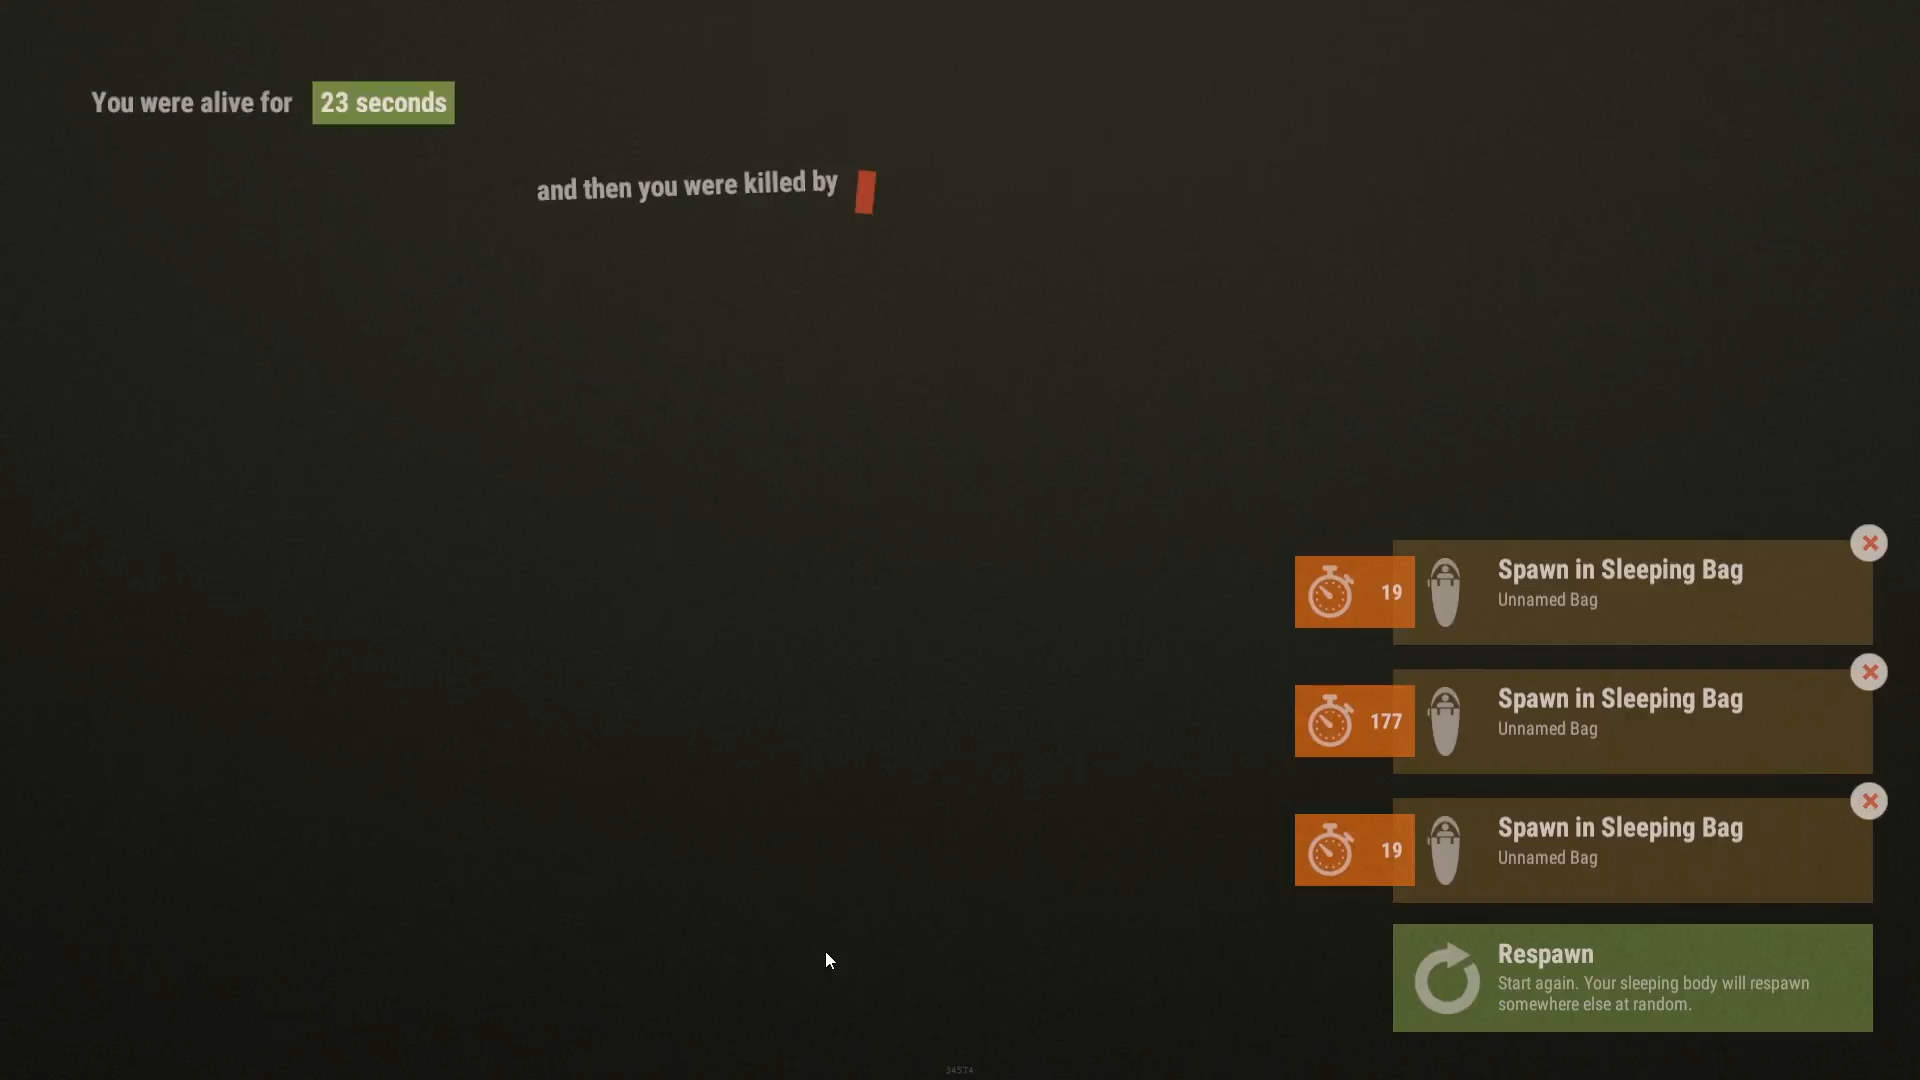 You were alive for 23 seconds
and then you were killed by
19
Spawn in Sleeping Bag
Unnamed Bag
177
Spawn in Sleeping Bag
Unnamed Bag
19
Spawn in Sleeping Bag
Unnamed Bag
Respawn
Start again. Your sleeping body will respawn
somewhere else at random.
34574